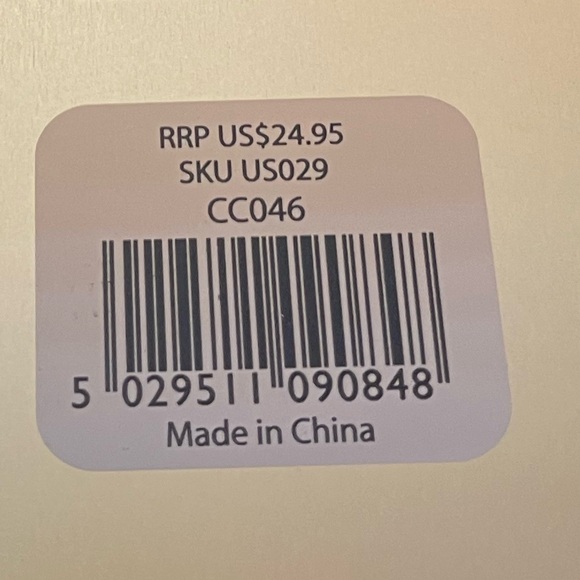 RRP US$24.95
SKU US029
CC046
5 029511 090848
Made in China